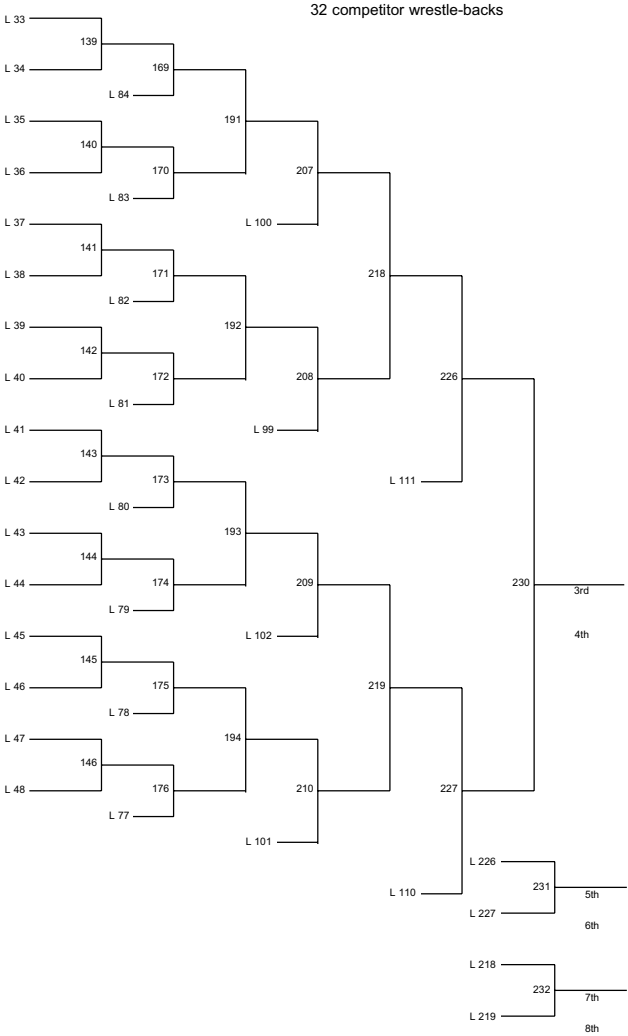 32 competitor wrestle-backs
L 33
139
L 34
169
L 84
L 35
191
140
L 36
170
207
L 83
L 37
L 100
141
L 38
171
218
L 82
L 39
192
142
L 40
172
208
226
L 81
L 41
L 99
143
L 42
173
L 111
L 80
L 43
193
144
L 44
174
209
230
3rd
L 79
L 45
L 102
4th
145
L 46
175
219
L 78
L 47
194
146
L 48
176
210
227
L 77
L 101
L 226
231
L 110
5th
L 227
6th
L 218
232
7th
L 219
8th